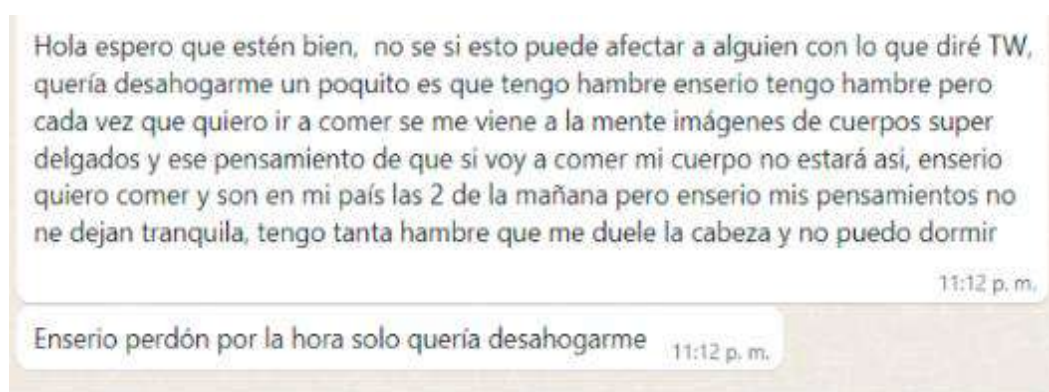 Hola espero que estén bien,  no se si esto puede afectar a alguien con lo que diré TW,
quería desahogarme un poquito es que tengo hambre enserio tengo hambre pero
cada vez que quiero ir a comer se me viene a la mente imágenes de cuerpos super
delgados y ese pensamiento de que si voy a comer mi cuerpo no estará asi, enserio
quiero comer y son en mi país las 2 de la mañana pero enserio mis pensamientos no
ne dejan tranquila, tengo tanta hambre que me duele la cabeza y no puedo dormir
11:12 p. m.
Enserio perdón por la hora solo quería desahogarme 11:12 p. m.